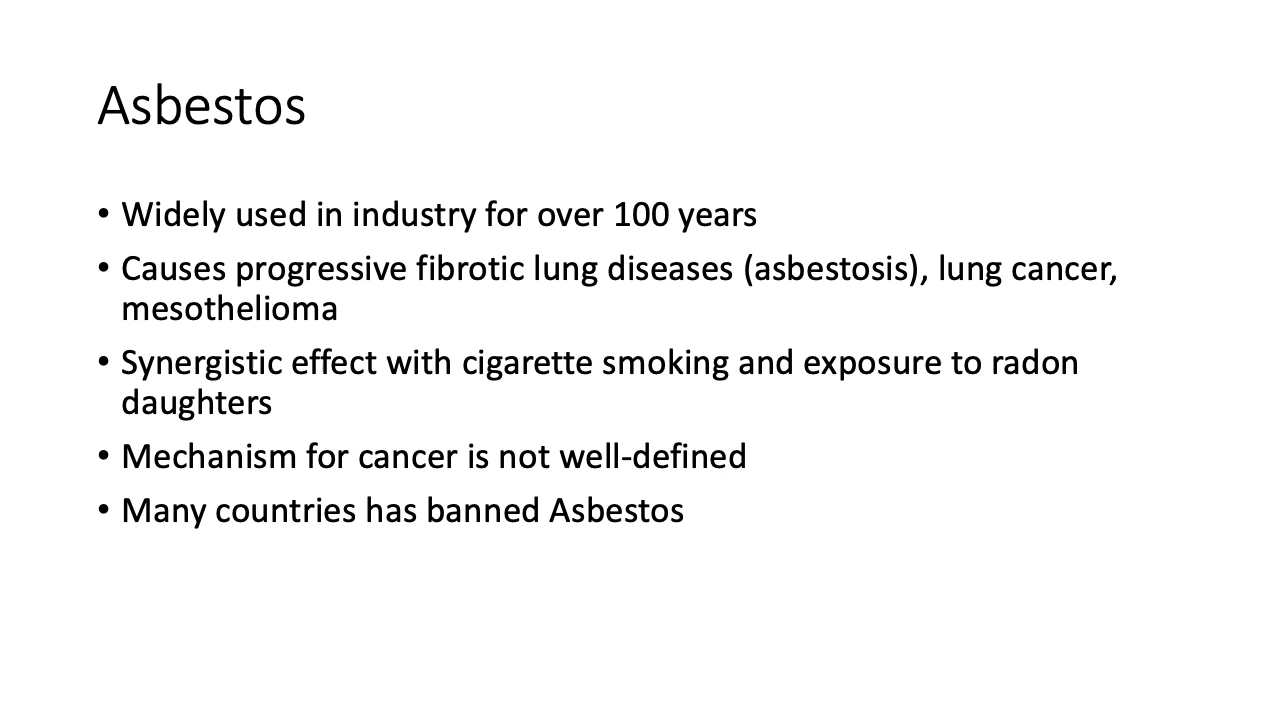 Asbestos
• Widely used in industry for over 100 years
• Causes progressive fibrotic lung diseases (asbestosis), lung cancer,
mesothelioma
• Synergistic effect with cigarette smoking and exposure to radon
daughters
• Mechanism for cancer is not well-defined
• Many countries has banned Asbestos